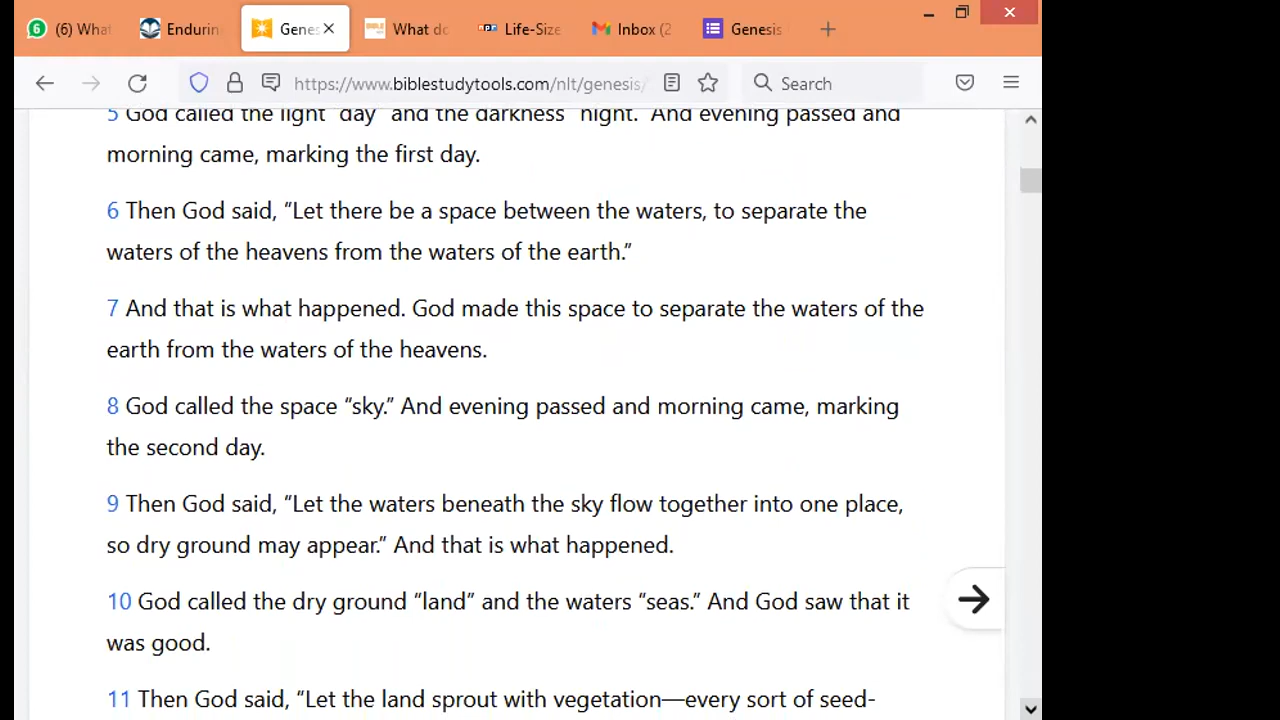 (6) What
Endurin
Genes
What do
Life-Size
Inbox (2
Genesis
https://www.biblestudytools.com/nlt/genesis/
Search
5 God called the light "day" and the darkness "night." And evening passed and
morning came, marking the first day.
6 Then God said, “Let there be a space between the waters, to separate the
waters of the heavens from the waters of the earth.”
7 And that is what happened. God made this space to separate the waters of the
earth from the waters of the heavens.
8 God called the space “sky.” And evening passed and morning came, marking
the second day.
9 Then God said, “Let the waters beneath the sky flow together into one place,
so dry ground may appear.” And that is what happened.
10 God called the dry ground “land” and the waters “seas.” And God saw that it
was good.
11 Then God said, “Let the land sprout with vegetation—every sort of seed-